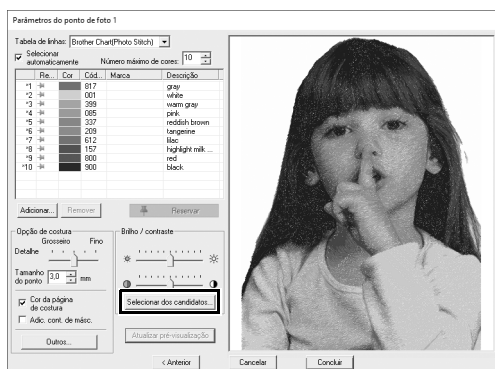 Parâmetros do ponto de foto 1
Tabela de linhas: Brother Chart(Photo Stitch)
Selecionar automaticamente
Número máximo de cores: 10
Re... Cor Cód... Marca Descrição
*1 817 gray
*2 001 white
*3 399 warm gray
*4 085 pink
*5 337 reddish brown
*6 209 tangerine
*7 612 lilac
*8 157 highlight milk ...
*9 800 red
*10 900 black
Adicionar... Remover Reservar
Opção de costura
Grosseiro Fino
Detalhe
Tamanho do ponto 3,0 mm
Cor da página de costura
Adic. cont. de másc.
Outros...
Brilho / contraste
Selecionar dos candidatos...
Atualizar pré-visualização
< Anterior Cancelar Concluir